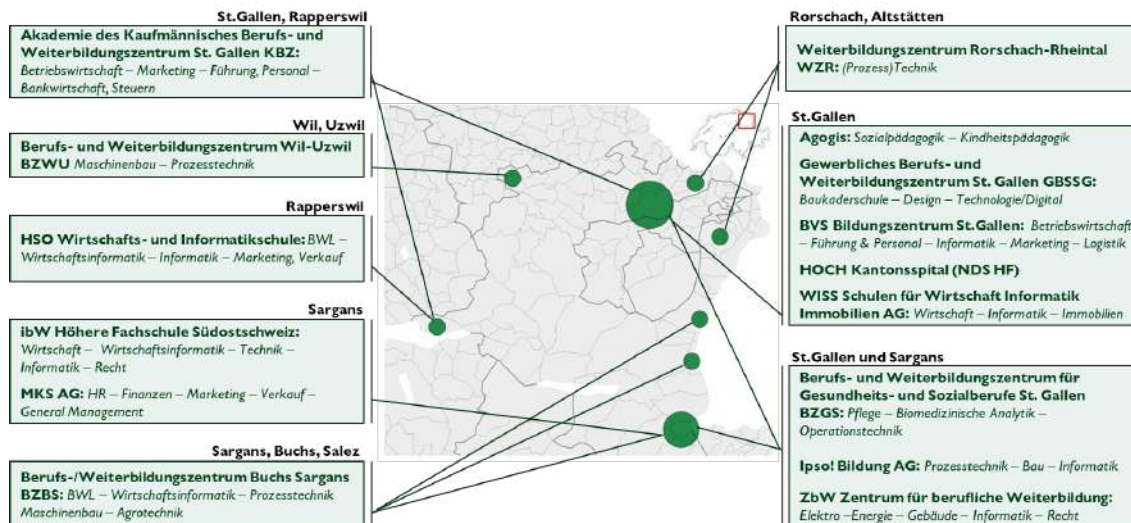 St.Gallen, Rapperswil
Akademie des Kaufmännisches Berufs- und
Weiterbildungszentrum St. Gallen KBZ:
Betriebswirtschaft – Marketing – Führung, Personal –
Bankwirtschaft, Steuern
Wil, Uzwil
Berufs- und Weiterbildungszentrum Wil-Uzwil
BZWU Maschinenbau – Prozesstechnik
Rapperswil
HSO Wirtschafts- und Informatikschule: BWL –
Wirtschaftsinformatik – Informatik – Marketing, Verkauf
Sargans
ibW Höhere Fachschule Südostschweiz:
Wirtschaft – Wirtschaftsinformatik – Technik –
Informatik – Recht
MKS AG: HR – Finanzen – Marketing – Verkauf –
General Management
Sargans, Buchs, Salez
Berufs-/Weiterbildungszentrum Buchs Sargans
BZBS: BWL – Wirtschaftsinformatik – Prozesstechnik
Maschinenbau – Agrotechnik
Rorschach, Altstätten
Weiterbildungszentrum Rorschach-Rheintal
WZR: (Prozess)Technik
St.Gallen
Agogis: Sozialpädagogik – Kindheitspädagogik
Gewerbliches Berufs- und
Weiterbildungszentrum St. Gallen GBSSG:
Baukaderschule – Design – Technologie/Digital
BVS Bildungszentrum St.Gallen: Betriebswirtschaft
– Führung & Personal – Informatik – Marketing – Logistik
HOCH Kantonsspital (NDS HF)
WISS Schulen für Wirtschaft Informatik
Immobilien AG: Wirtschaft – Informatik – Immobilien
St.Gallen und Sargans
Berufs- und Weiterbildungszentrum für
Gesundheits- und Sozialberufe St. Gallen
BZGS: Pflege – Biomedizinische Analytik –
Operationstechnik
Ipso! Bildung AG: Prozesstechnik – Bau – Informatik
ZbW Zentrum für berufliche Weiterbildung:
Elektro –Energie – Gebäude – Informatik – Recht